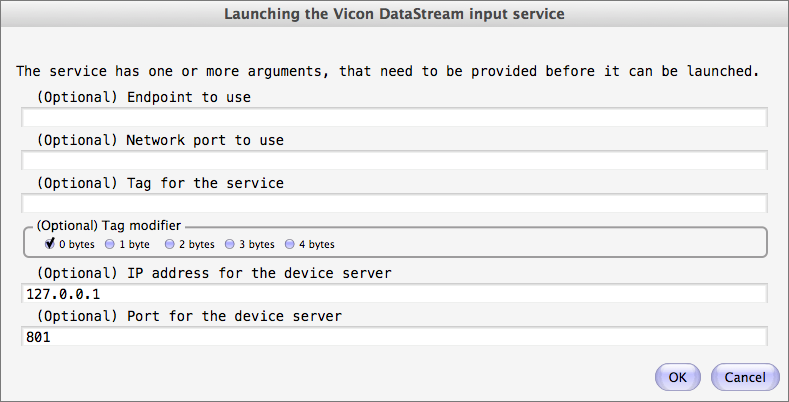 Launching the Vicon DataStream input service
The service has one or more arguments, that need to be provided before it can be launched.
(Optional) Endpoint to use
(Optional) Network port to use
(Optional) Tag for the service
(Optional) Tag modifier
0 bytes 1 byte 2 bytes 3 bytes 4 bytes
(Optional) IP address for the device server
127.0.0.1
(Optional) Port for the device server
801
OK Cancel